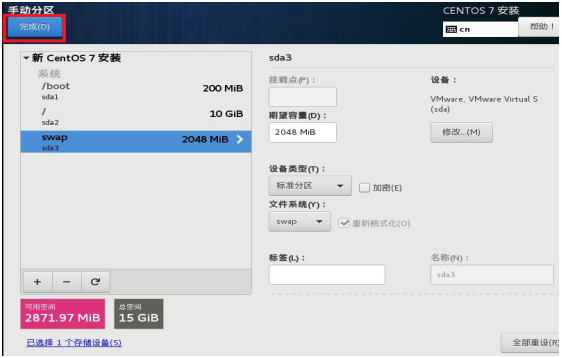 手动分区
CENTOS 7 安装
完成(D)
cn
帮助！
新 CentOS 7 安装
系统
/boot
sda1
200 MiB
/
sda2
10 GiB
swap
sda3
2048 MiB
sda3
挂载点(P)：
期望容量(D)：
2048 MiB
设备：
VMware, VMware Virtual S
(sda)
修改...(M)
设备类型(T)：
标准分区
加密(E)
文件系统(Y)：
swap
重新格式化(O)
标签(L)：
名称(N)：
sda3
可用空间
2871.97 MiB
总空间
15 GiB
已选择 1 个存储设备(S)
全部重设(R